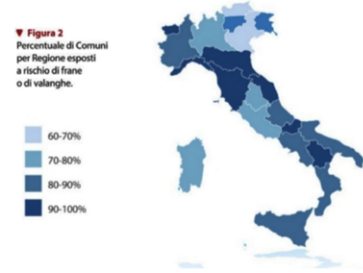 ▼ Figura 2
Percentuale di Comuni
per Regione esposti
a rischio di frane
o di valanghe.
60-70%
70-80%
80-90%
90-100%